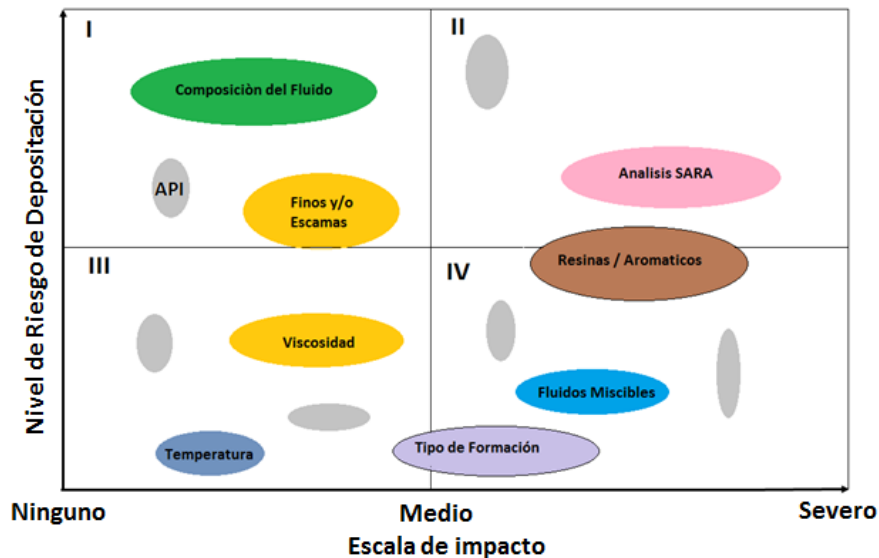 Nivel de Riesgo de Depositación
I
II
Composiciòn del Fluido
API
Finos y/o
Escamas
Analisis SARA
Resinas / Aromaticos
III
IV
Viscosidad
Fluidos Miscibles
Temperatura
Tipo de Formación
Ninguno
Medio
Severo
Escala de impacto